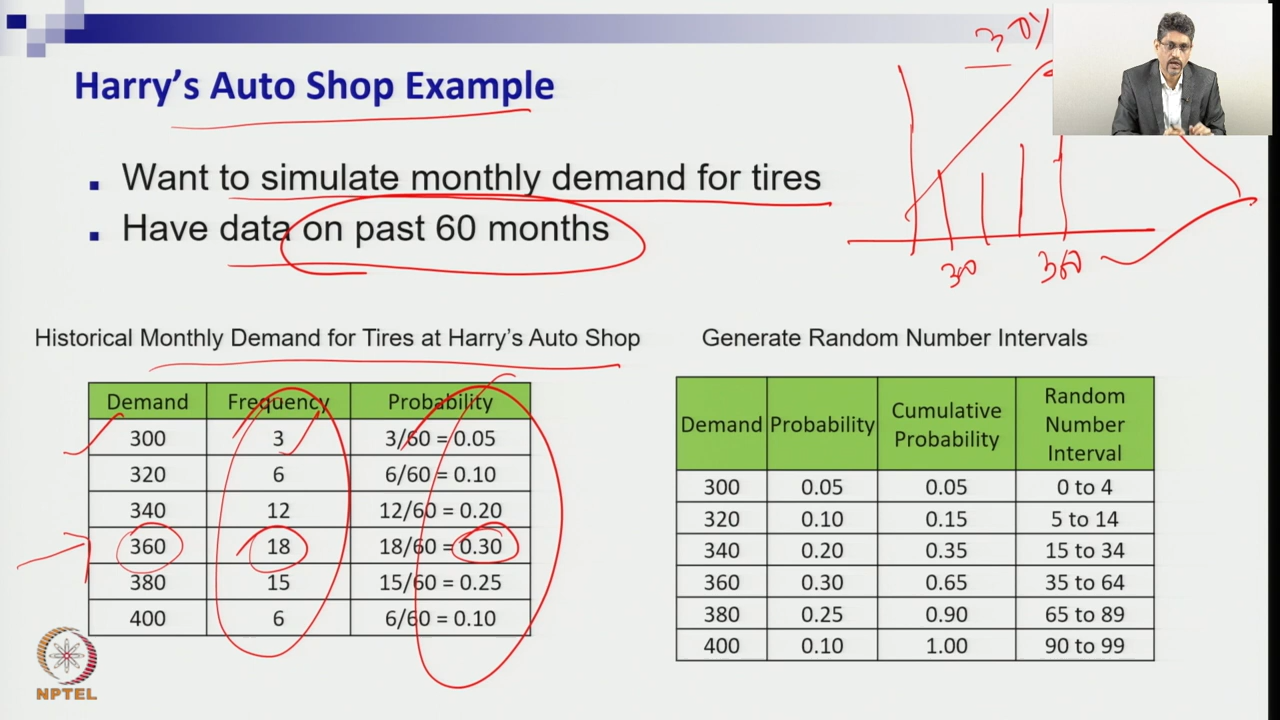 Harry's Auto Shop Example
Want to simulate monthly demand for tires
Have data on past 60 months
30%
300
360
Historical Monthly Demand for Tires at Harry's Auto Shop
Demand Frequency Probability
300 3 3/60 = 0.05
320 6 6/60 = 0.10
340 12 12/60 = 0.20
360 18 18/60 = 0.30
380 15 15/60 = 0.25
400 6 6/60 = 0.10
Generate Random Number Intervals
Demand Probability Cumulative Probability Random Number Interval
300 0.05 0.05 0 to 4
320 0.10 0.15 5 to 14
340 0.20 0.35 15 to 34
360 0.30 0.65 35 to 64
380 0.25 0.90 65 to 89
400 0.10 1.00 90 to 99
NPTEL